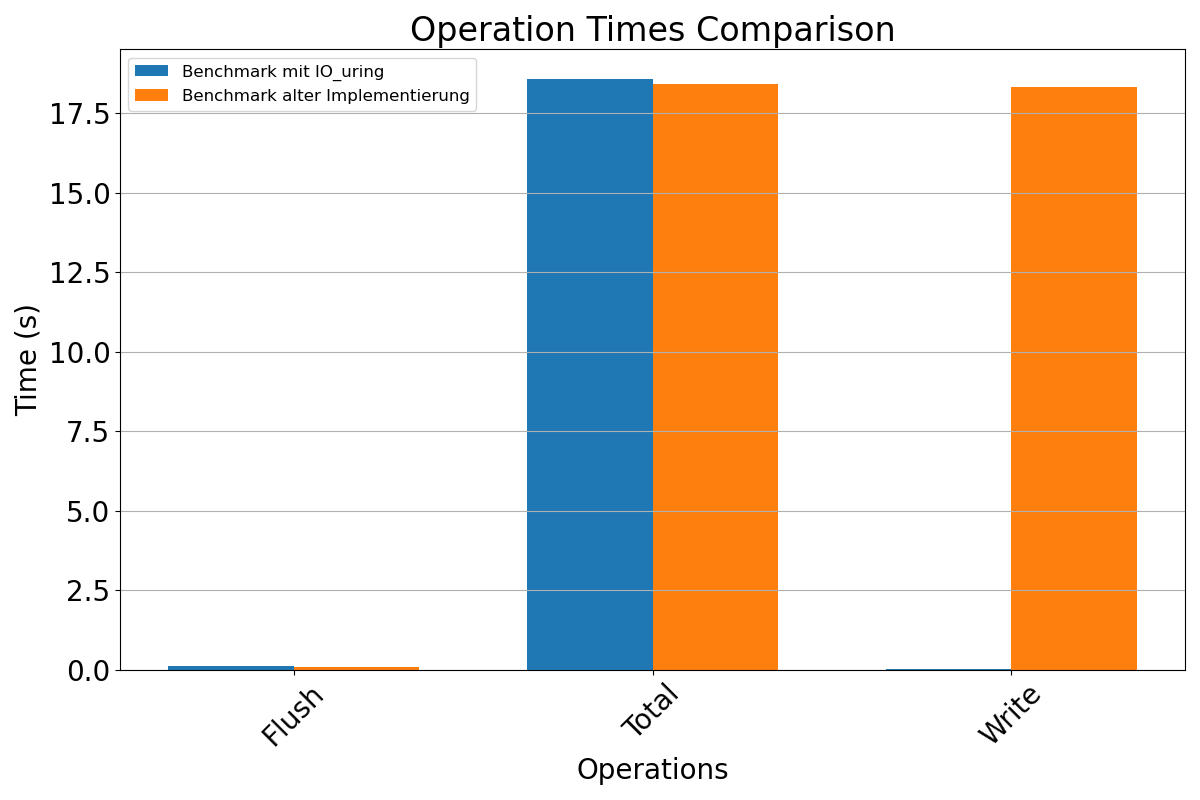 Operation Times Comparison
Benchmark mit IO_uring
Benchmark alter Implementierung
17.5
15.0
12.5
10.0
7.5
5.0
2.5
0.0
Time (s)
Flush
Total
Write
Operations